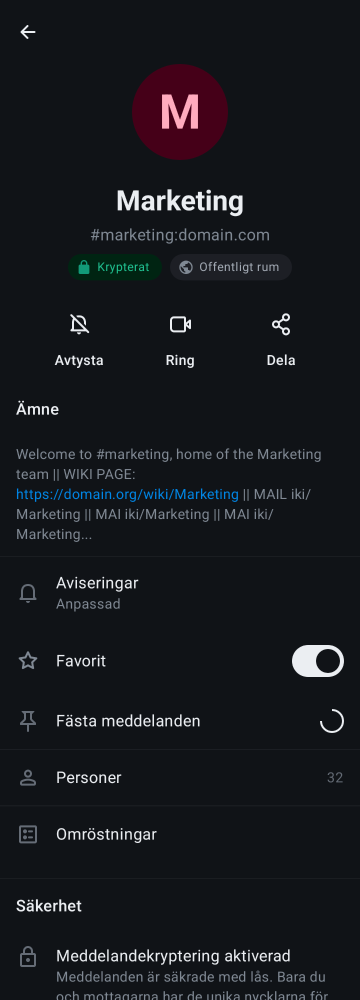 M
Marketing
#marketing:domain.com
Krypterat
Offentligt rum
Avtysta
Ring
Dela
Ämne
Welcome to #marketing, home of the Marketing
team || WIKI PAGE:
https://domain.org/wiki/Marketing || MAIL iki/
Marketing || MAI iki/Marketing || MAI iki/
Marketing...
Aviseringar
Anpassad
Favorit
Fästa meddelanden
Personer
32
Omröstningar
Säkerhet
Meddelandekryptering aktiverad
Meddelanden är säkrade med lås. Bara du
och mottagarna har de unika nycklarna för